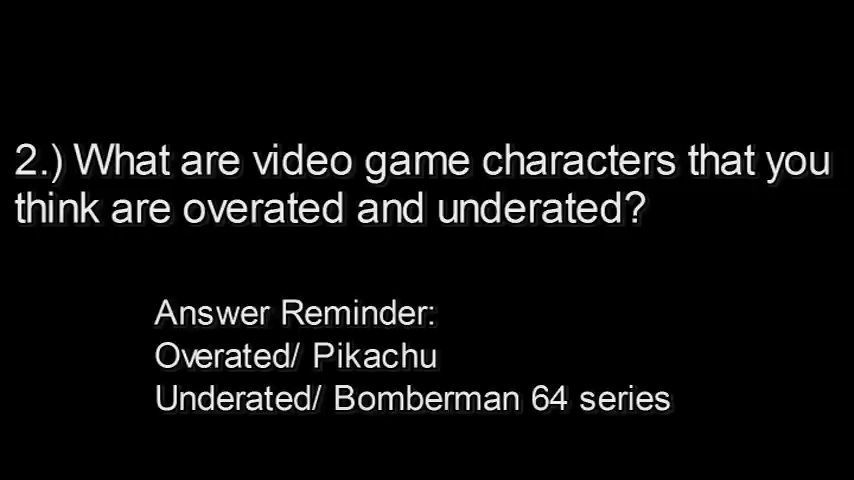 2.) What are video game characters that you
think are overated and underated?
Answer Reminder:
Overated/ Pikachu
Underated/ Bomberman 64 series